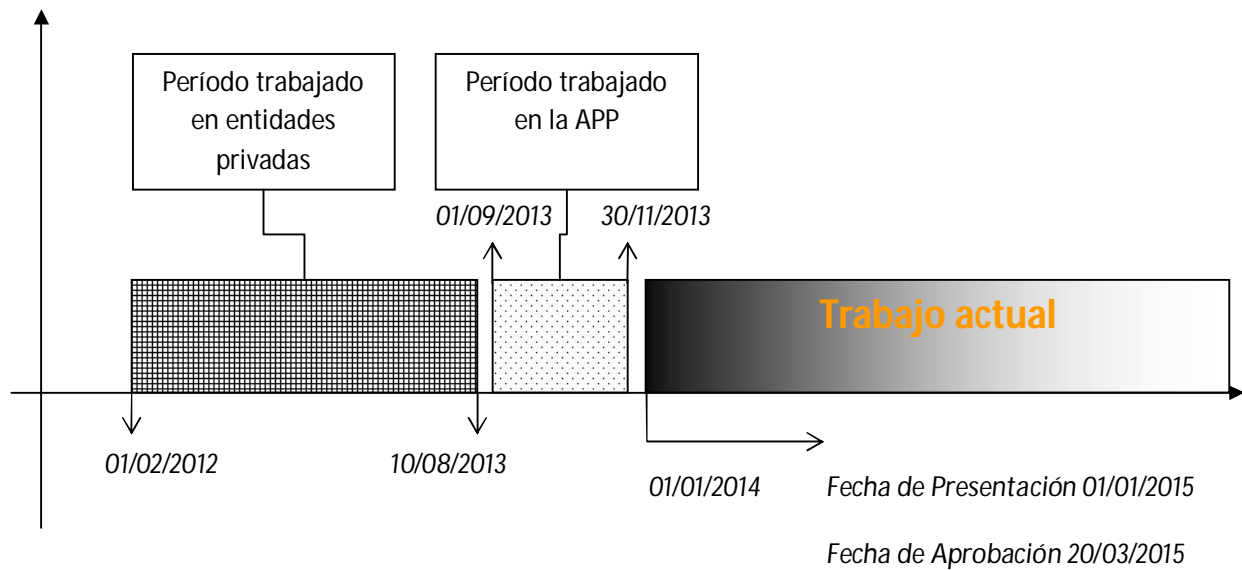 Período trabajado
en entidades
privadas
Período trabajado
en la APP
01/09/2013
30/11/2013
Trabajo actual
01/02/2012
10/08/2013
01/01/2014
Fecha de Presentación 01/01/2015
Fecha de Aprobación 20/03/2015